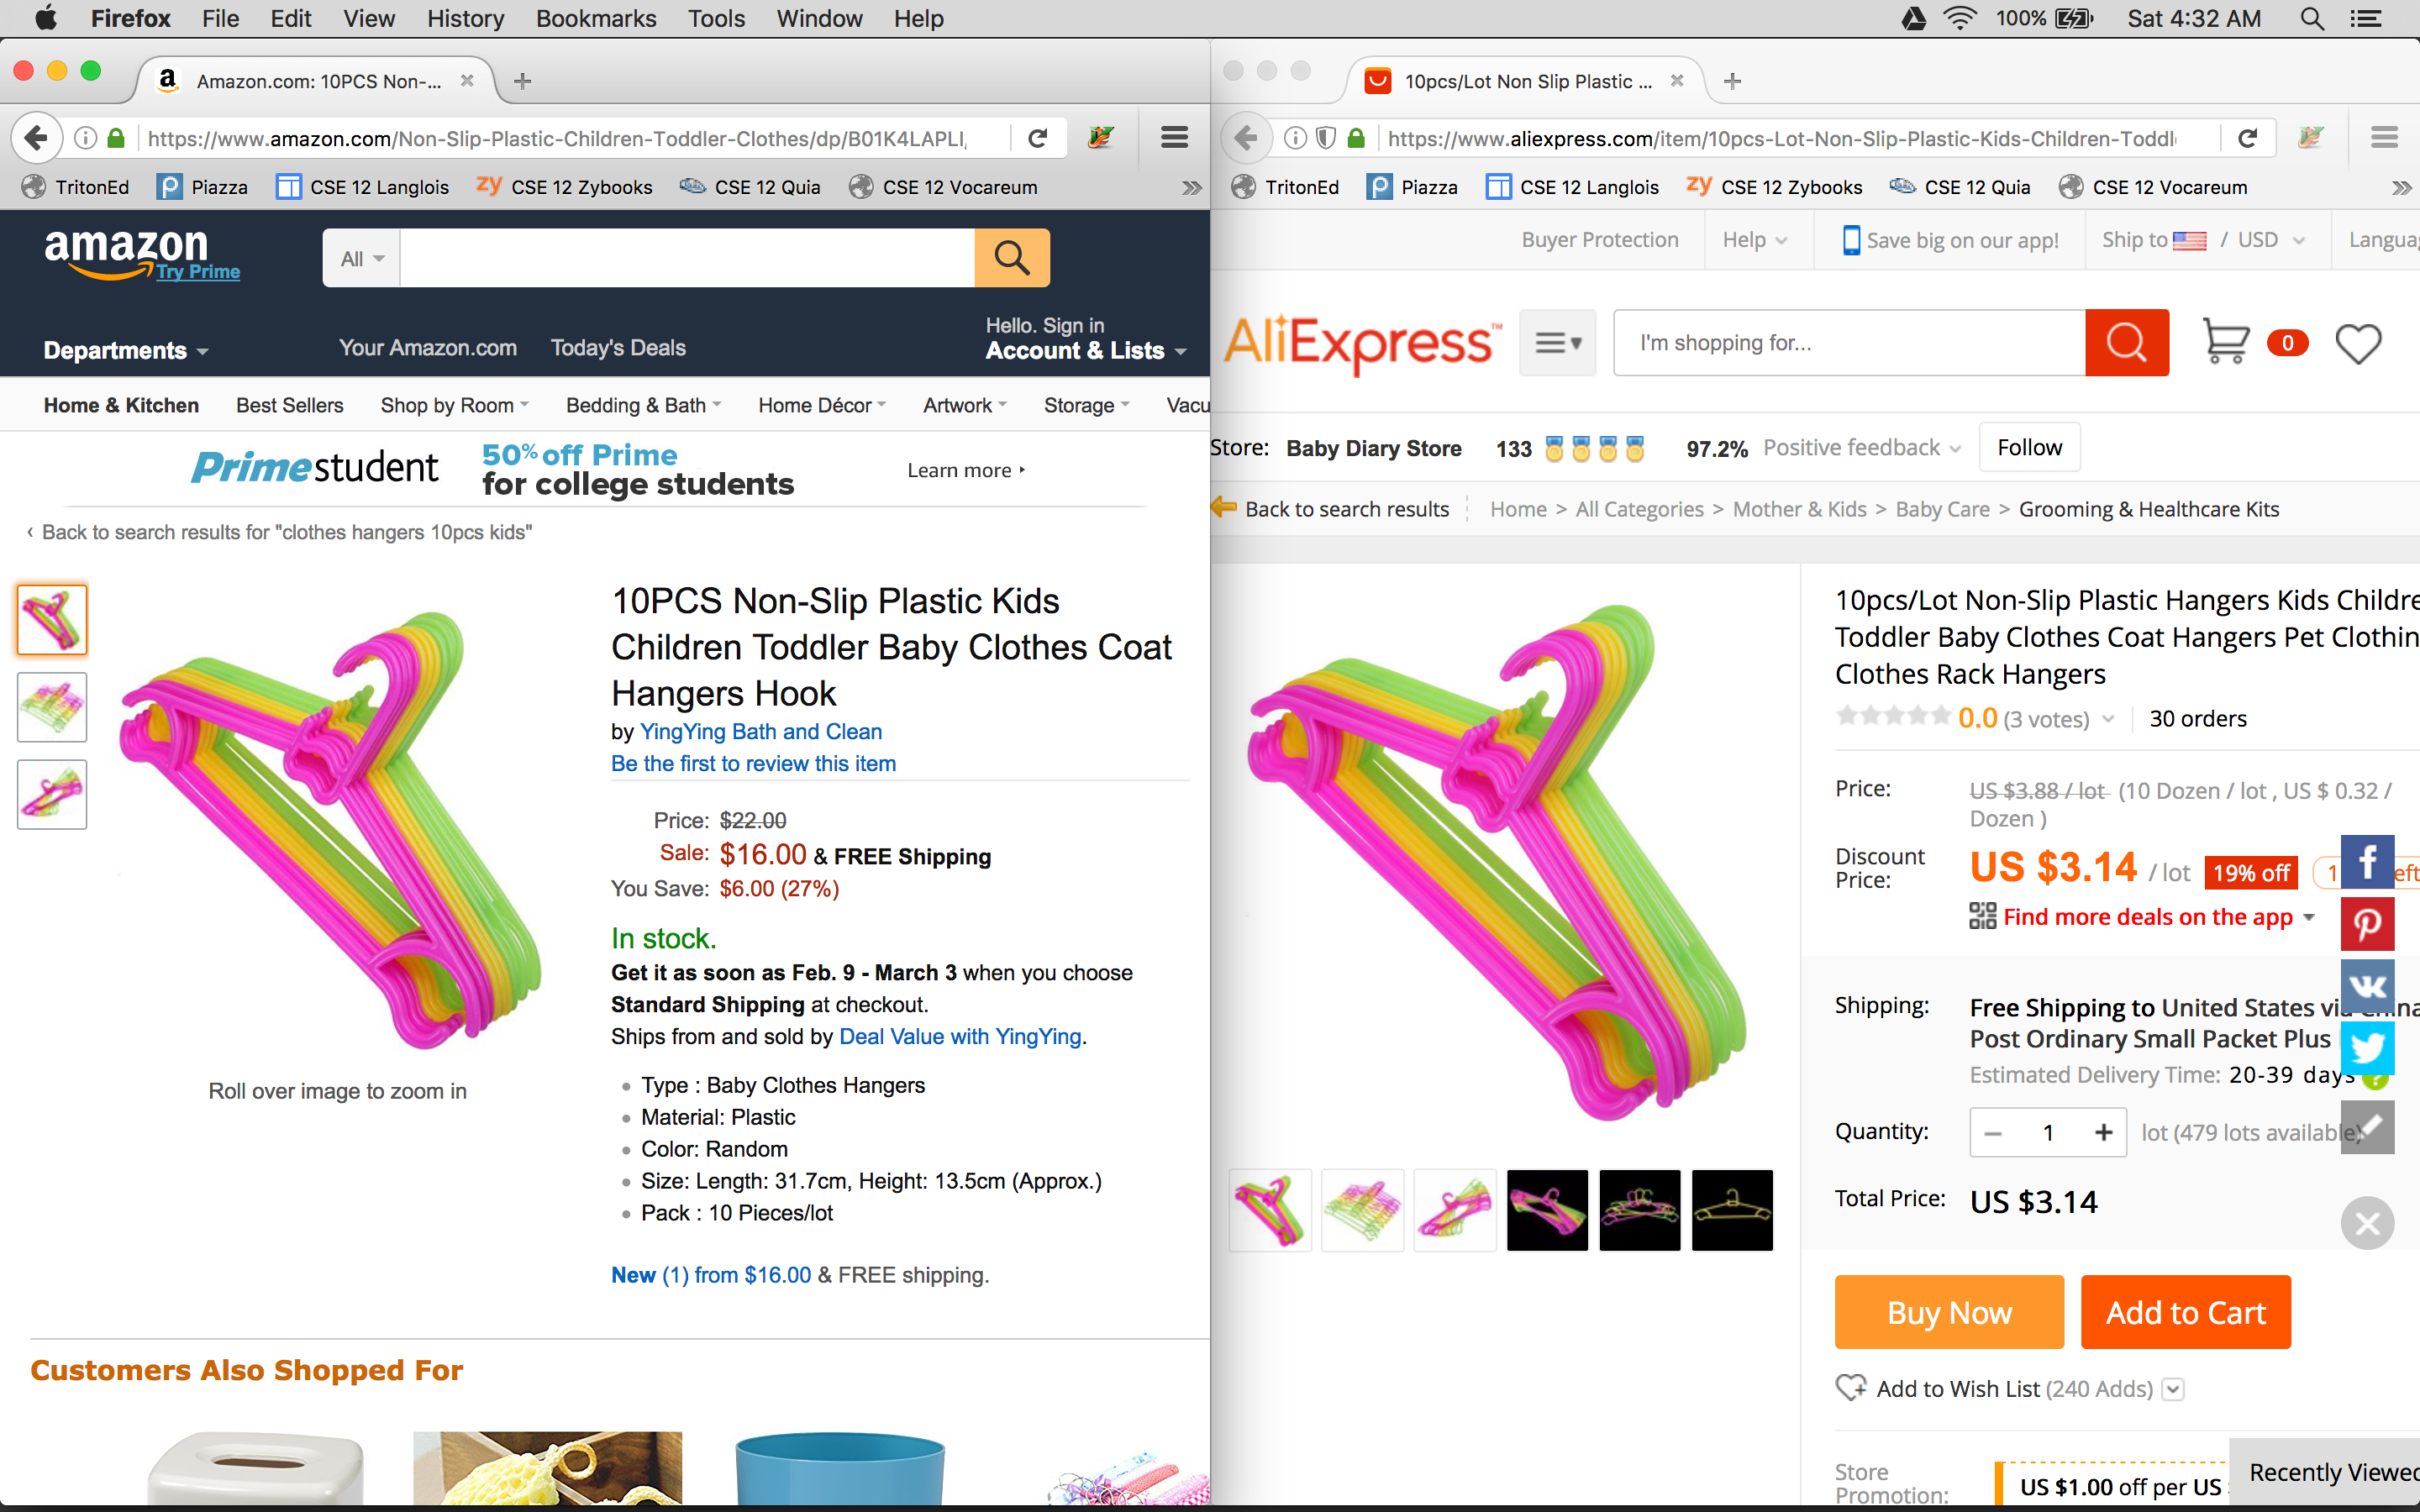 Firefox File Edit View History Bookmarks Tools Window Help
100% Sat 4:32 AM
Amazon.com: 10PCS Non-...
https://www.amazon.com/Non-Slip-Plastic-Children-Toddler-Clothes/dp/B01K4LAPLI/
TritonEd Piazza CSE 12 Langlois CSE 12 Zybooks CSE 12 Quia CSE 12 Vocareum
amazon
Try Prime
All
Departments
Your Amazon.com Today's Deals
Hello. Sign in
Account & Lists
Home & Kitchen Best Sellers Shop by Room Bedding & Bath Home Décor Artwork Storage Vacu
Prime student
50% off Prime
for college students
Learn more
Back to search results for "clothes hangers 10pcs kids"
10PCS Non-Slip Plastic Kids
Children Toddler Baby Clothes Coat
Hangers Hook
by YingYing Bath and Clean
Be the first to review this item
Price: $22.00
Sale: $16.00 & FREE Shipping
You Save: $6.00 (27%)
In stock.
Get it as soon as Feb. 9 - March 3 when you choose
Standard Shipping at checkout.
Ships from and sold by Deal Value with YingYing.
Type : Baby Clothes Hangers
Material: Plastic
Color: Random
Size: Length: 31.7cm, Height: 13.5cm (Approx.)
Pack : 10 Pieces/lot
New (1) from $16.00 & FREE shipping.
Roll over image to zoom in
Customers Also Shopped For
10pcs/Lot Non Slip Plastic ...
https://www.aliexpress.com/item/10pcs-Lot-Non-Slip-Plastic-Kids-Children-Toddl
TritonEd Piazza CSE 12 Langlois CSE 12 Zybooks CSE 12 Quia CSE 12 Vocareum
Buyer Protection Help Save big on our app! Ship to / USD Languag
AliExpress™
I'm shopping for...
0
Store: Baby Diary Store 133 97.2% Positive feedback Follow
Back to search results Home > All Categories > Mother & Kids > Baby Care > Grooming & Healthcare Kits
10pcs/Lot Non-Slip Plastic Hangers Kids Childre
Toddler Baby Clothes Coat Hangers Pet Clothin
Clothes Rack Hangers
0.0 (3 votes) 30 orders
Price: US $3.88 / lot (10 Dozen / lot , US $ 0.32 /
Dozen )
Discount
Price:
US $3.14 / lot 19% off 1 eft
Find more deals on the app
Shipping: Free Shipping to United States via China
Post Ordinary Small Packet Plus
Estimated Delivery Time: 20-39 days
Quantity: 1 lot (479 lots available)
Total Price: US $3.14
Buy Now Add to Cart
Add to Wish List (240 Adds)
Store
Promotion:
US $1.00 off per US
Recently Viewed